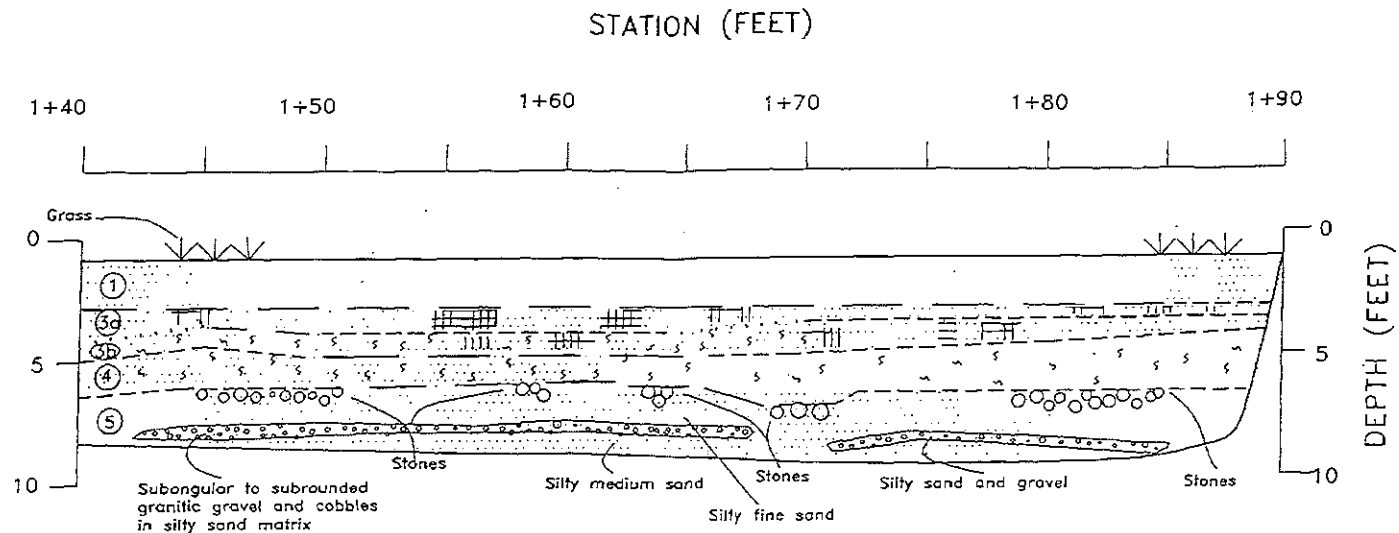 STATION (FEET)
1+40 1+50 1+60 1+70 1+80 1+90
Grass
0
0
1
3a
3b
5
5
4
5
10
10
DEPTH (FEET)
Stones
Stones
Stones
Subangular to subrounded
granitic gravel and cobbles
in silty sand matrix
Silty medium sand
Silty fine sand
Silty sand and gravel